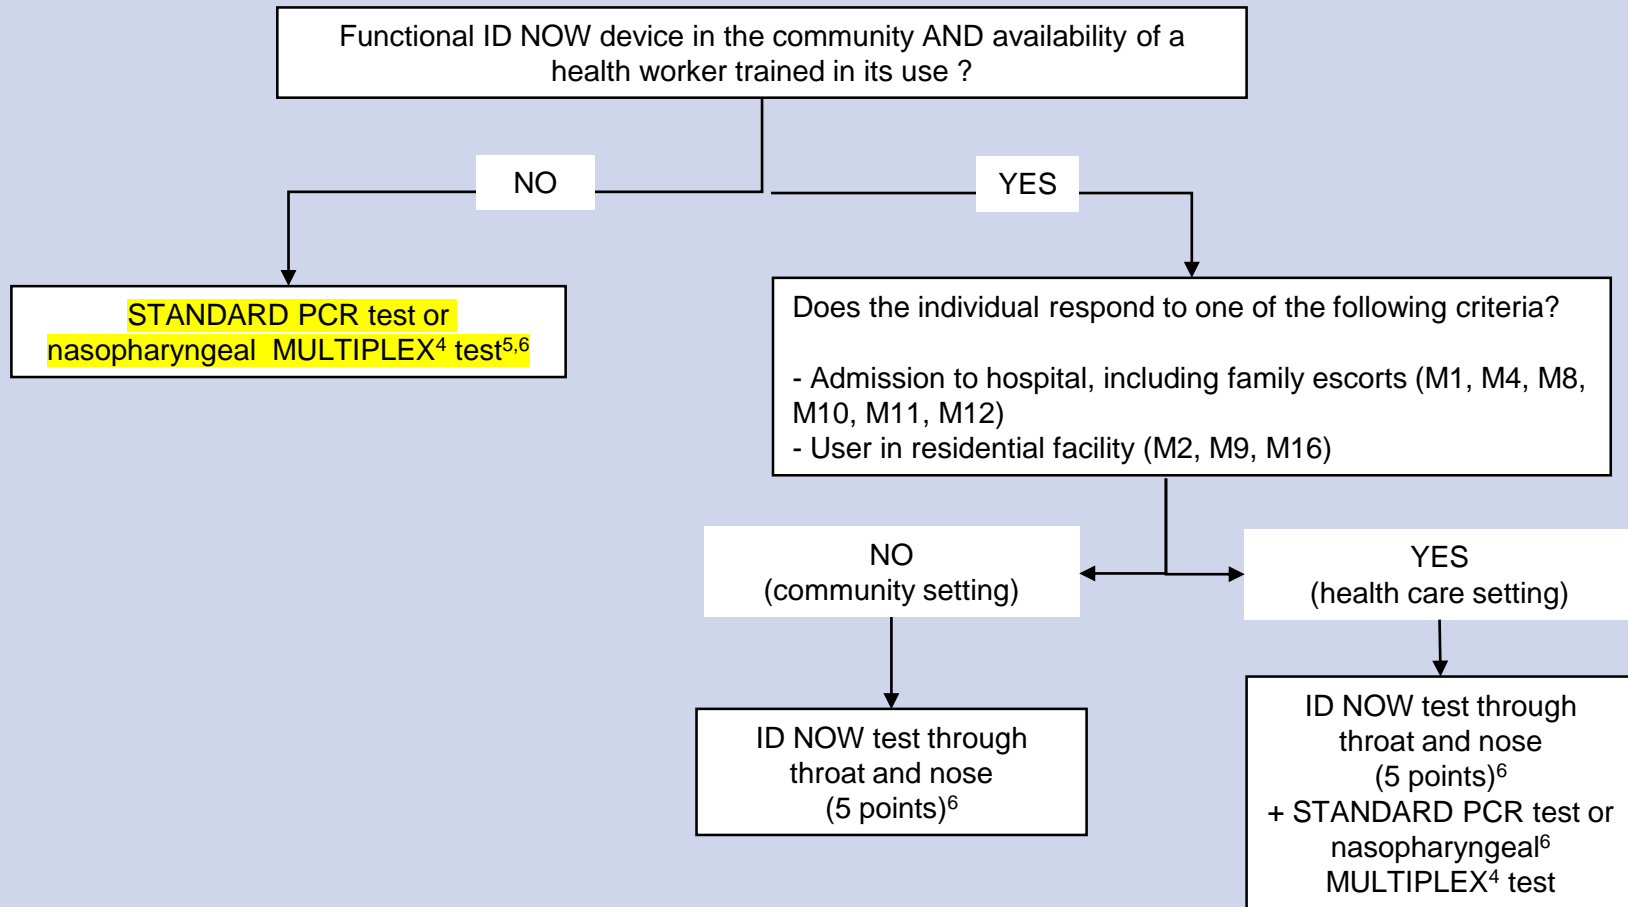 Functional ID NOW device in the community AND availability of a
health worker trained in its use ?
NO
YES
STANDARD PCR test or
nasopharyngeal MULTIPLEX⁴ test⁵,⁶
Does the individual respond to one of the following criteria?
- Admission to hospital, including family escorts (M1, M4, M8,
M10, M11, M12)
- User in residential facility (M2, M9, M16)
NO
(community setting)
YES
(health care setting)
ID NOW test through
throat and nose
(5 points)⁶
ID NOW test through
throat and nose
(5 points)⁶
+ STANDARD PCR test or
nasopharyngeal⁶
MULTIPLEX⁴ test